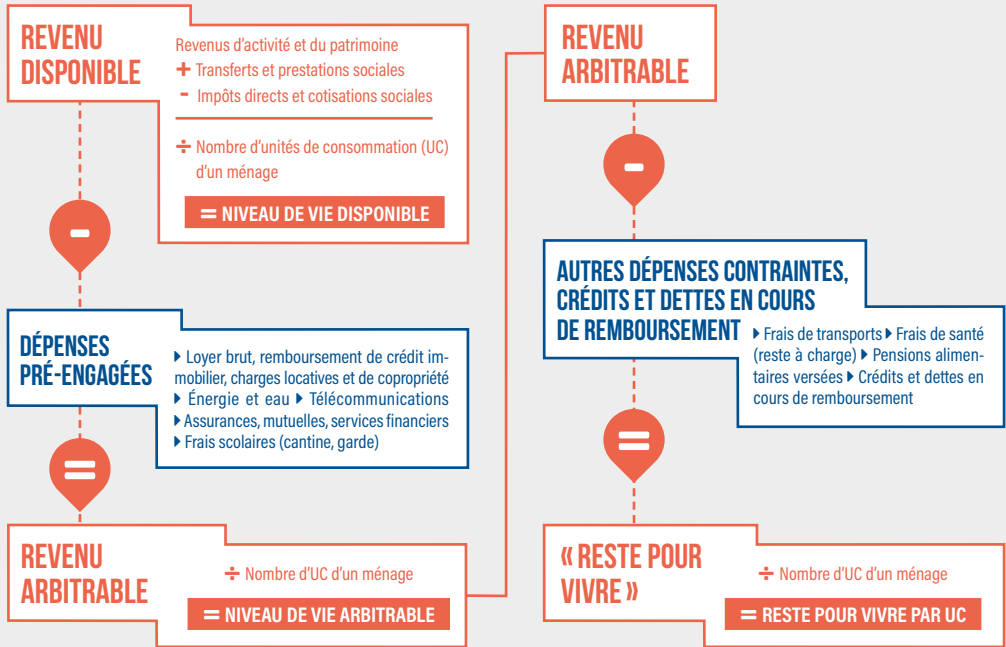 REVENU
DISPONIBLE
Revenus d'activité et du patrimoine
+ Transferts et prestations sociales
- Impôts directs et cotisations sociales
÷ Nombre d'unités de consommation (UC)
d'un ménage
= NIVEAU DE VIE DISPONIBLE
-
DÉPENSES
PRÉ-ENGAGÉES
▶ Loyer brut, remboursement de crédit im-
mobilier, charges locatives et de copropriété
▶ Énergie et eau ▶ Télécommunications
▶ Assurances, mutuelles, services financiers
▶ Frais scolaires (cantine, garde)
=
REVENU
ARBITRABLE
÷ Nombre d'UC d'un ménage
= NIVEAU DE VIE ARBITRABLE
REVENU
ARBITRABLE
-
AUTRES DÉPENSES CONTRAINTES,
CRÉDITS ET DETTES EN COURS
DE REMBOURSEMENT
▶ Frais de transports ▶ Frais de santé
(reste à charge) ▶ Pensions alimen-
taires versées ▶ Crédits et dettes en
cours de remboursement
=
« RESTE POUR
VIVRE »
÷ Nombre d'UC d'un ménage
= RESTE POUR VIVRE PAR UC